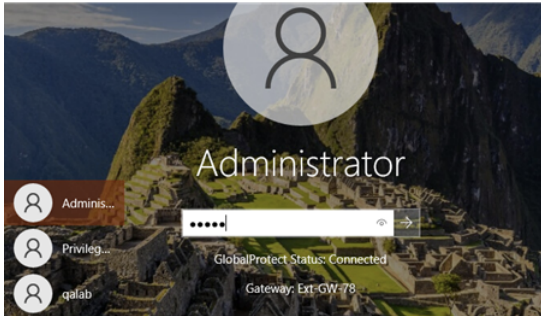 Administrator
Adminis...
•••••
Privileg...
GlobalProtect Status: Connected
qalab
Gateway: Ext-GW-78